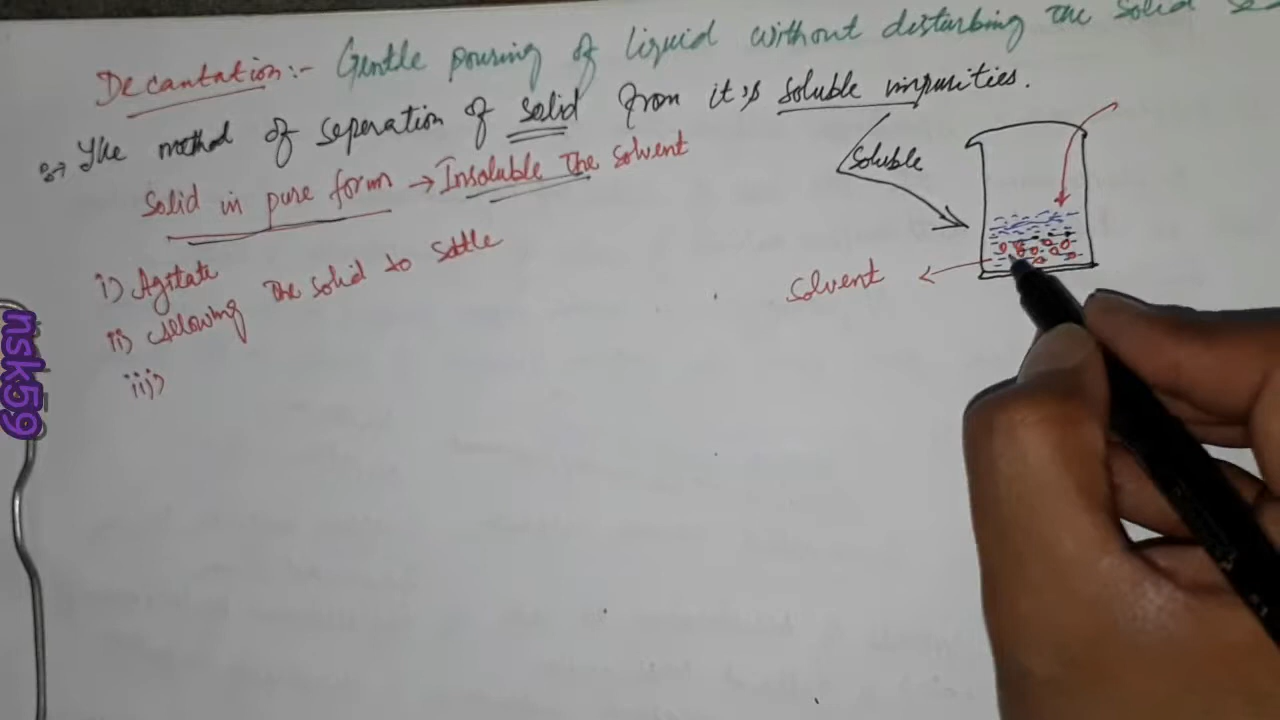 Decantation:- Gentle pouring of liquid without disturbing the solid
The method of seperation of solid from it's soluble impurities.
Solid in pure form → Insoluble the solvent
i) Agitate
ii) Allowing the solid to settle
iii)
Soluble
Solvent
nsk59